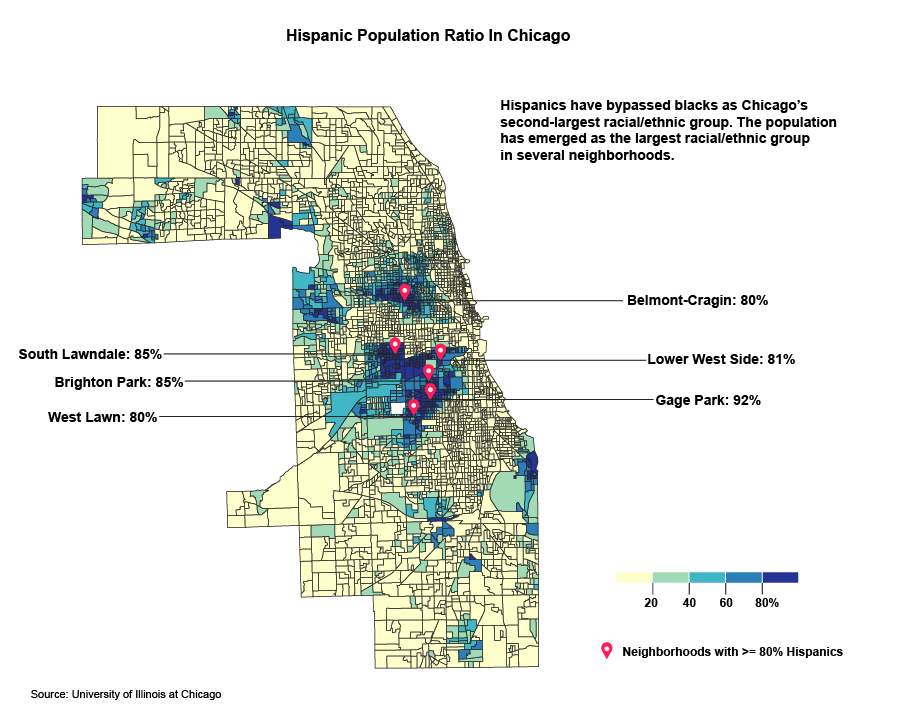 Hispanic Population Ratio In Chicago
Hispanics have bypassed blacks as Chicago's
second-largest racial/ethnic group. The population
has emerged as the largest racial/ethnic group
in several neighborhoods.
Belmont-Cragin: 80%
South Lawndale: 85%
Lower West Side: 81%
Brighton Park: 85%
Gage Park: 92%
West Lawn: 80%
20 40 60 80%
Neighborhoods with >= 80% Hispanics
Source: University of Illinois at Chicago